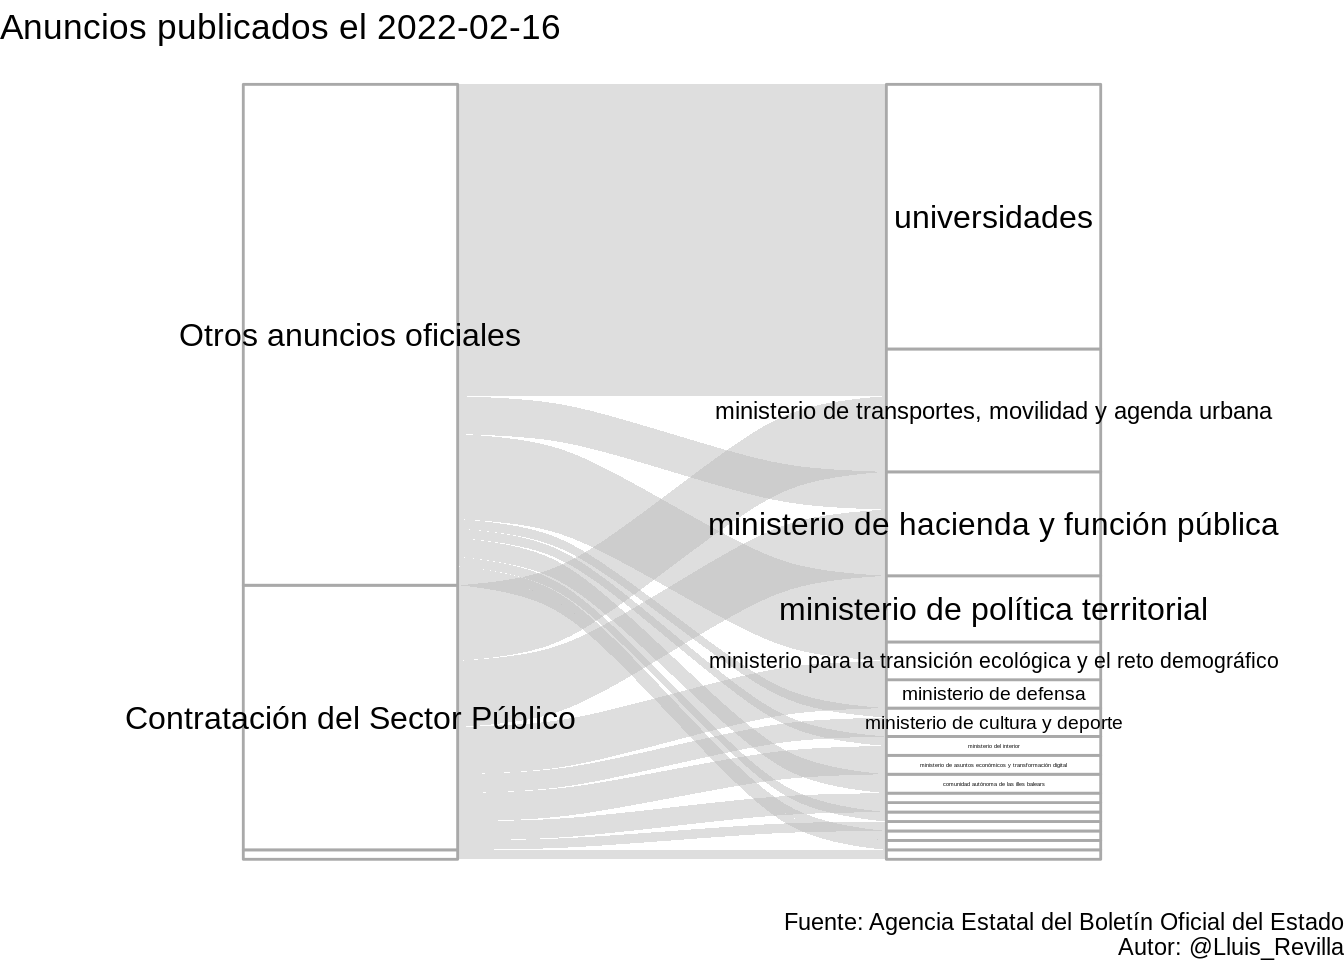 Anuncios publicados el 2022-02-16
universidades
Otros anuncios oficiales
ministerio de transportes, movilidad y agenda urbana
ministerio de hacienda y función pública
ministerio de política territorial
ministerio para la transición ecológica y el reto demográfico
ministerio de defensa
Contratación del Sector Público
ministerio de cultura y deporte
ministerio del interior
ministerio de asuntos económicos y transformación digital
comunidad autónoma de las illes balears
Fuente: Agencia Estatal del Boletín Oficial del Estado
Autor: @Lluis_Revilla